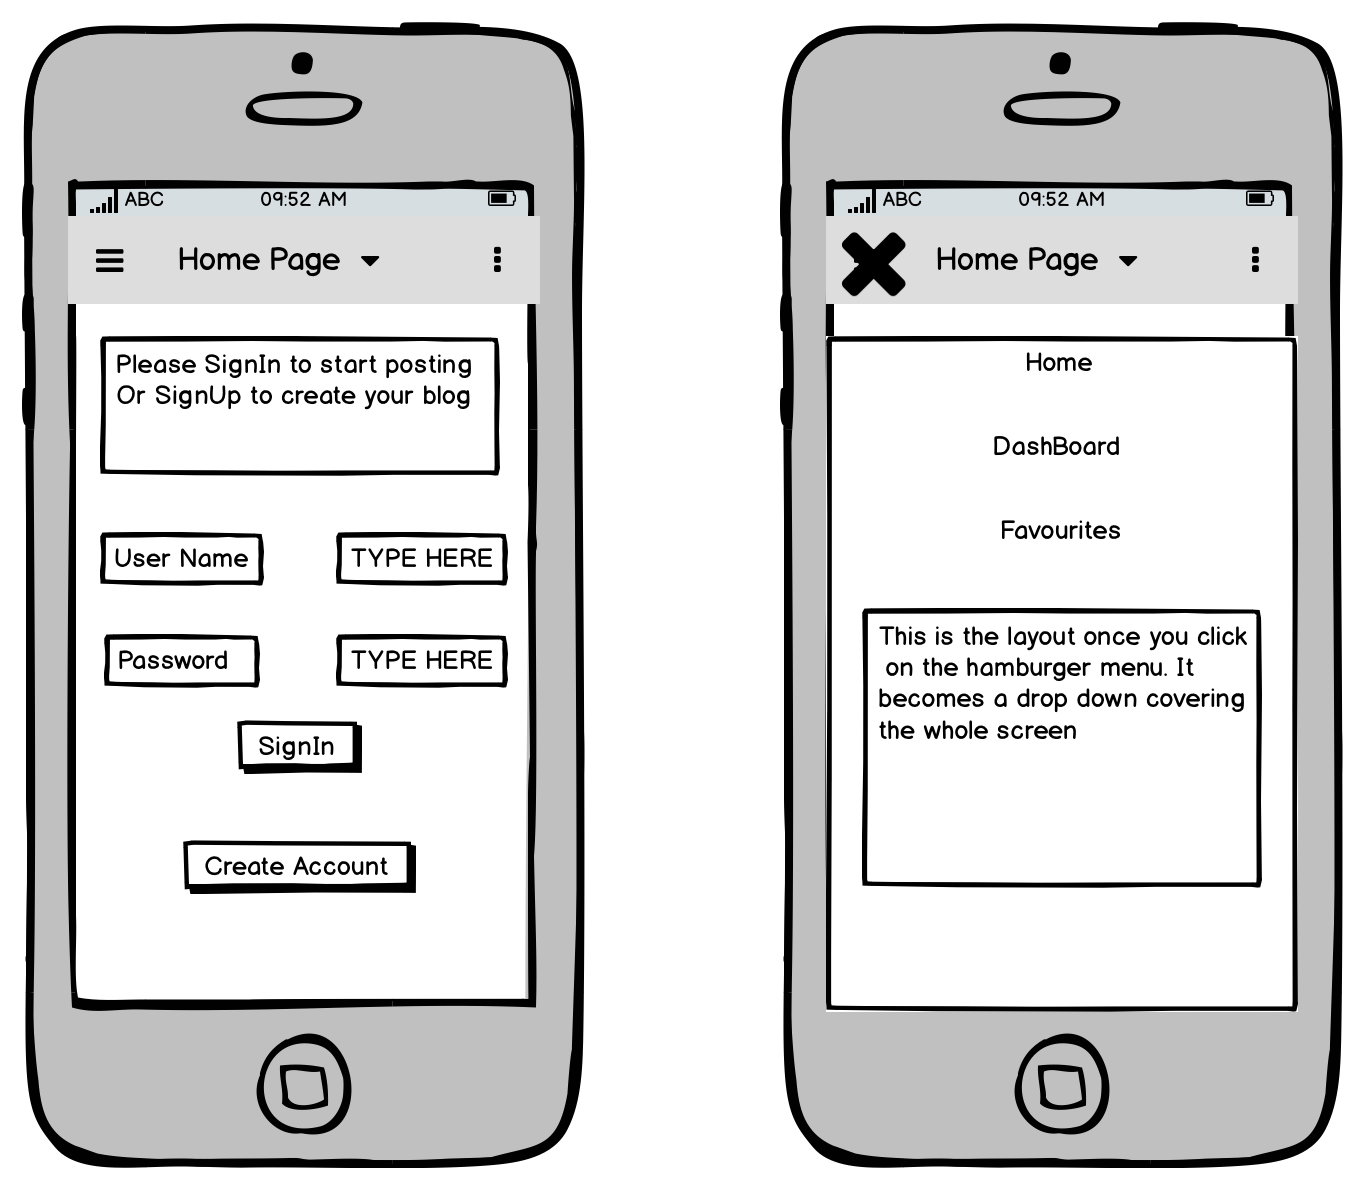 ABC 09:52 AM
Home Page
Please SignIn to start posting
Or SignUp to create your blog
User Name TYPE HERE
Password TYPE HERE
SignIn
Create Account
ABC 09:52 AM
Home Page
Home
DashBoard
Favourites
This is the layout once you click
on the hamburger menu. It
becomes a drop down covering
the whole screen